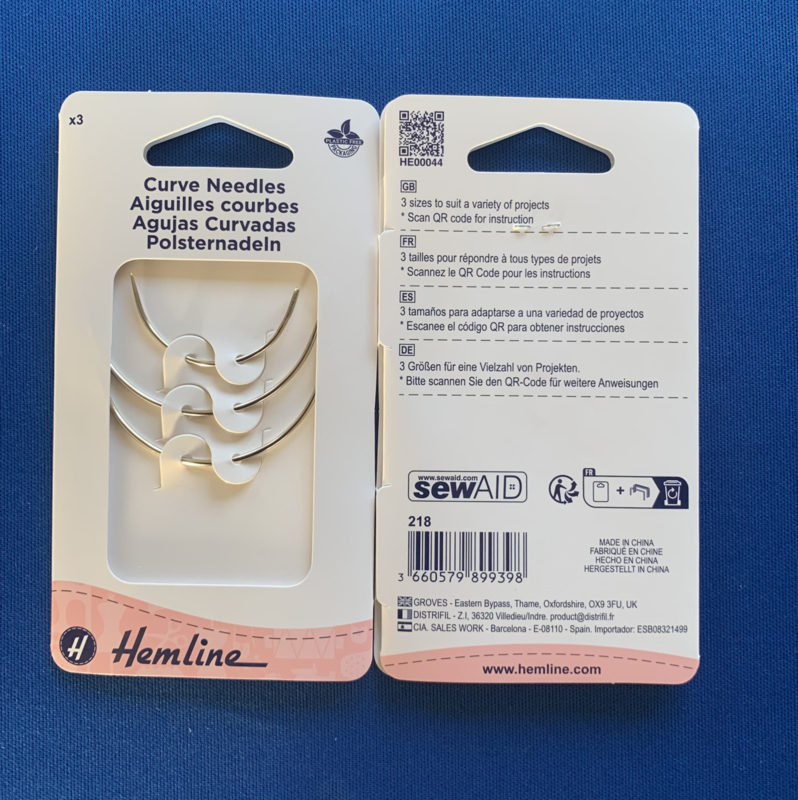 x3
PLASTIC FREE
PACKAGING
Curve Needles
Aiguilles courbes
Agujas Curvadas
Polsternadeln
H Hemline
HE00044
GB
3 sizes to suit a variety of projects
* Scan QR code for instruction
FR
3 tailles pour répondre à tous types de projets
* Scannez le QR Code pour les instructions
ES
3 tamaños para adaptarse a una variedad de proyectos
* Escanee el código QR para obtener instrucciones
DE
3 Größen für eine Vielzahl von Projekten.
* Bitte scannen Sie den QR-Code für weitere Anweisungen
www.sewaid.com
sewAID
FR
+
218
3 660579 899398
MADE IN CHINA
FABRIQUÉ EN CHINE
HECHO EN CHINA
HERGESTELLT IN CHINA
GROVES - Eastern Bypass, Thame, Oxfordshire, OX9 3FU, UK
DISTRIFIL - Z.I, 36320 Villedieu/Indre. product@distrifil.fr
CIA. SALES WORK - Barcelona - E-08110 - Spain. Importador: ESB08321499
www.hemline.com